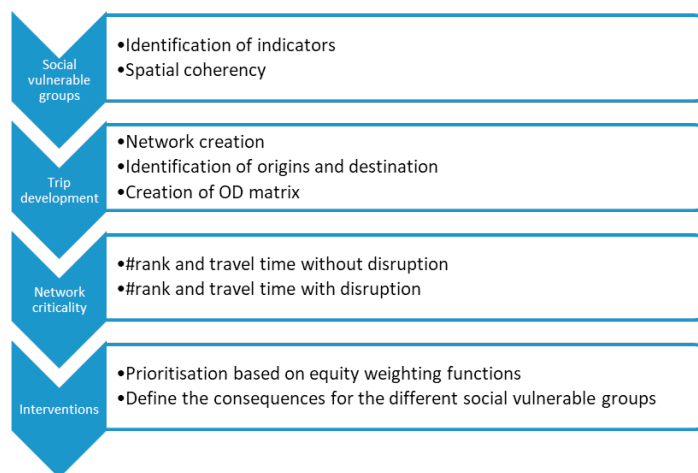 Social
vulnerable
groups
•Identification of indicators
•Spatial coherency
Trip
development
•Network creation
•Identification of origins and destination
•Creation of OD matrix
Network
criticality
•#rank and travel time without disruption
•#rank and travel time with disruption
Interventions
•Prioritisation based on equity weighting functions
•Define the consequences for the different social vulnerable groups